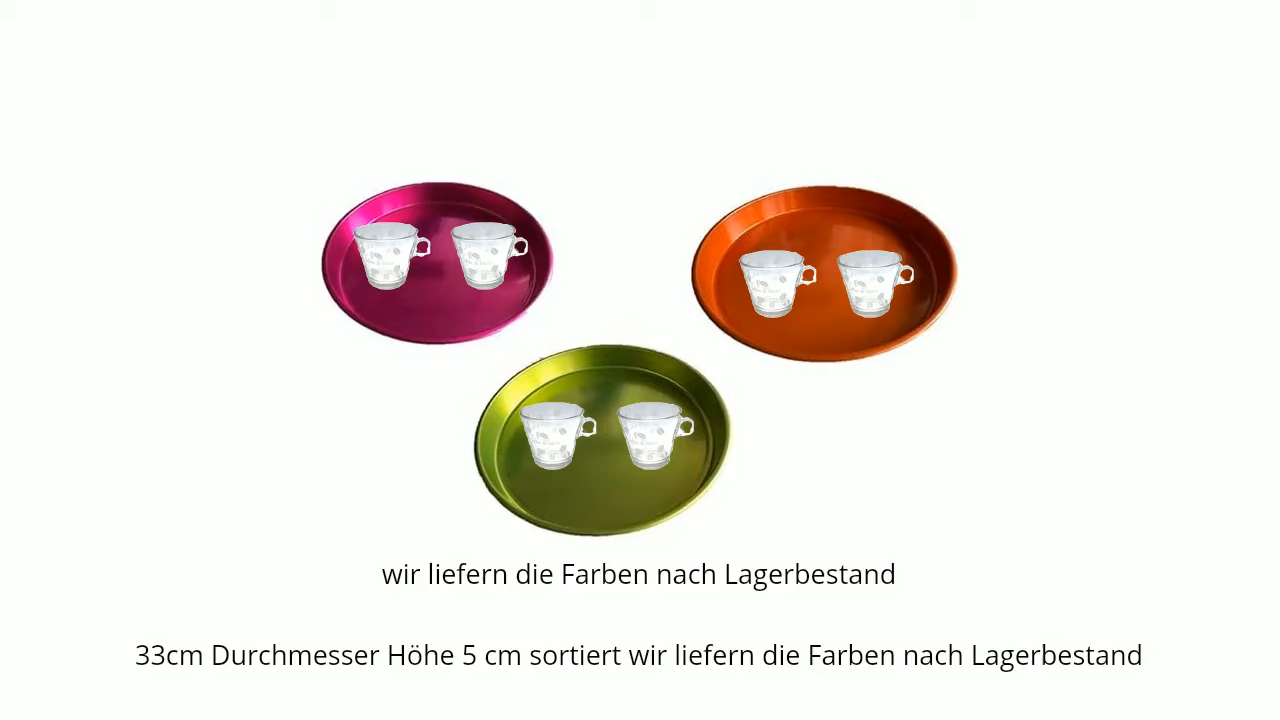 wir liefern die Farben nach Lagerbestand
33cm Durchmesser Höhe 5 cm sortiert wir liefern die Farben nach Lagerbestand